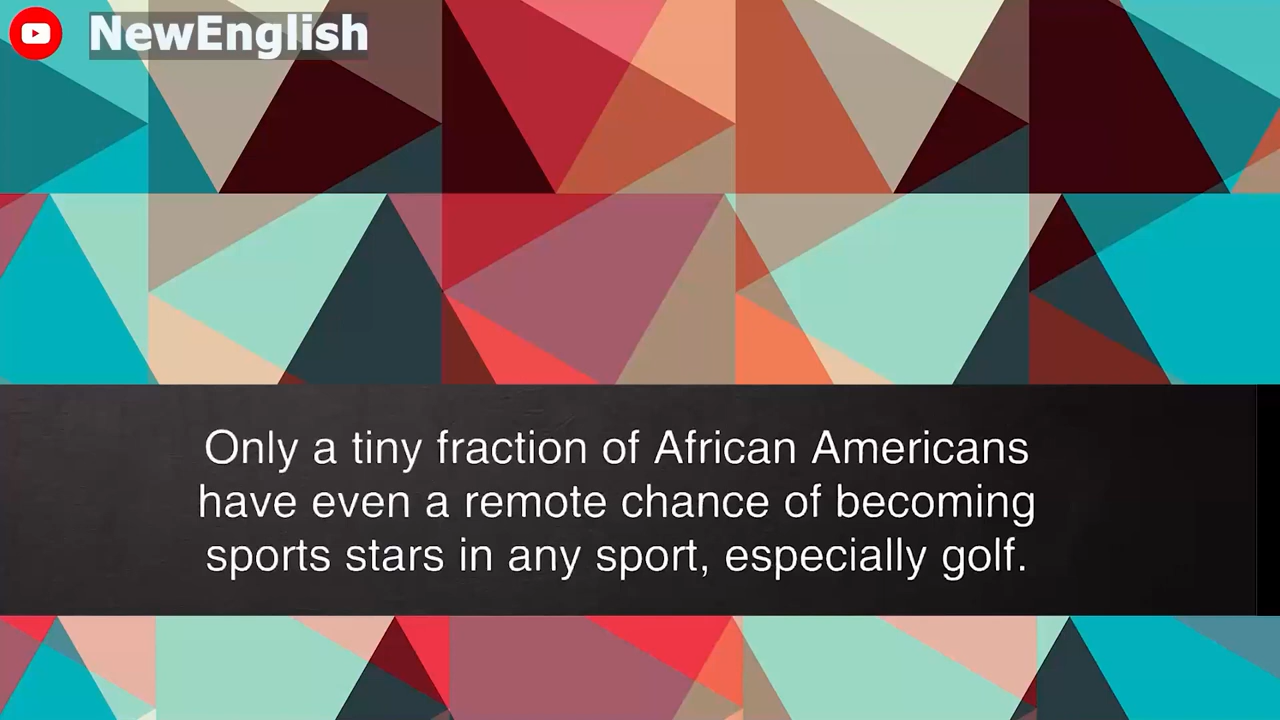 NewEnglish
Only a tiny fraction of African Americans
have even a remote chance of becoming
sports stars in any sport, especially golf.